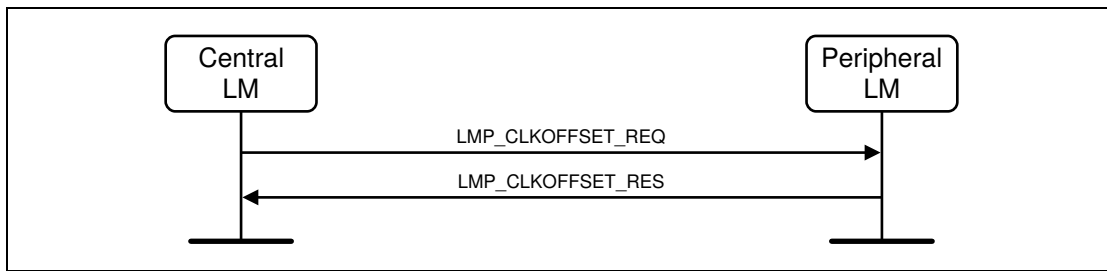 Central
LM
Peripheral
LM
LMP_CLKOFFSET_REQ
LMP_CLKOFFSET_RES